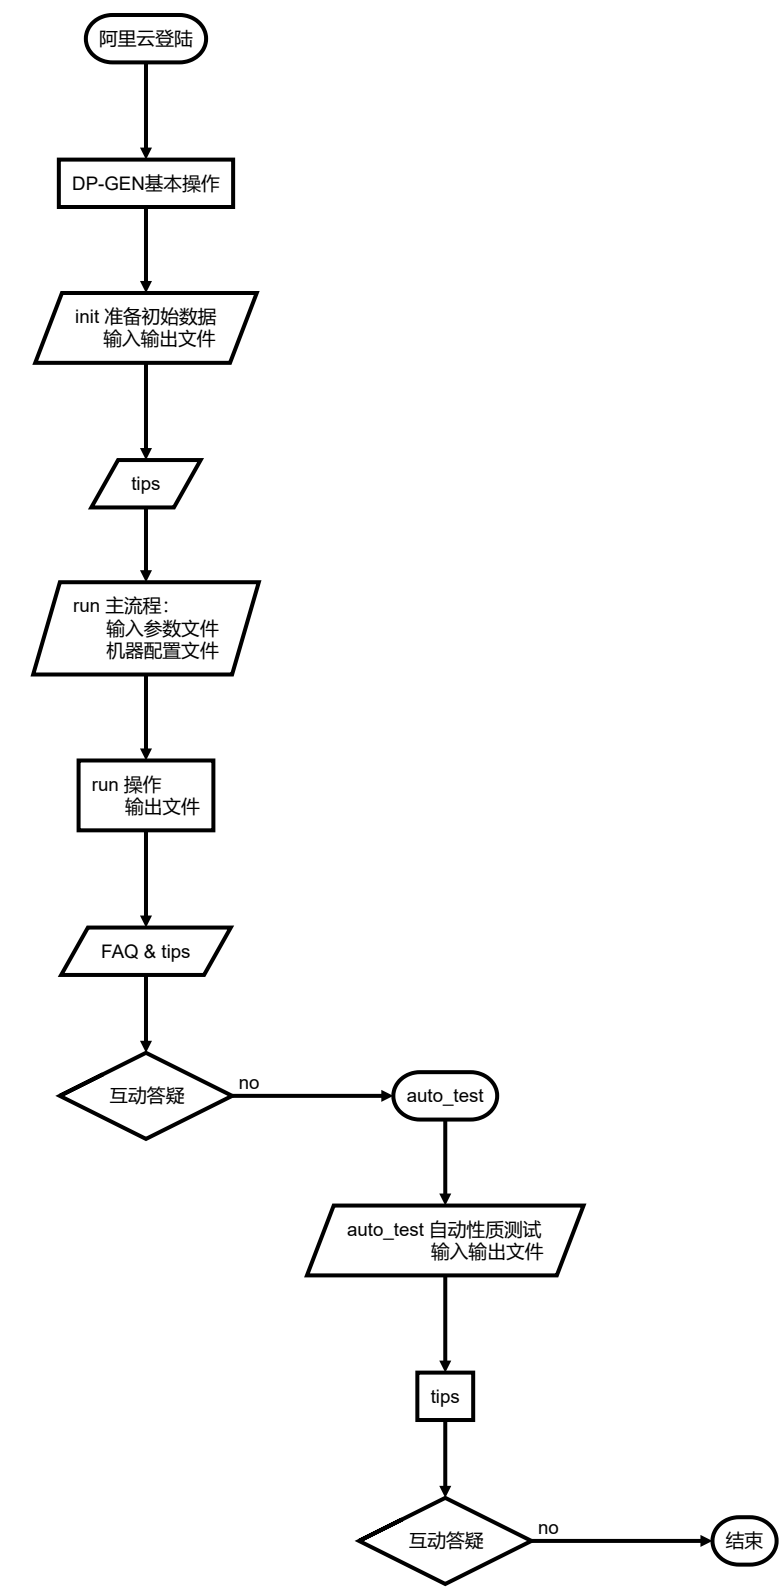 阿里云登陆
DP-GEN基本操作
init 准备初始数据
输入输出文件
tips
run 主流程：
输入参数文件
机器配置文件
run 操作
输出文件
FAQ & tips
互动答疑
no
auto_test
auto_test 自动性质测试
输入输出文件
tips
互动答疑
no
结束